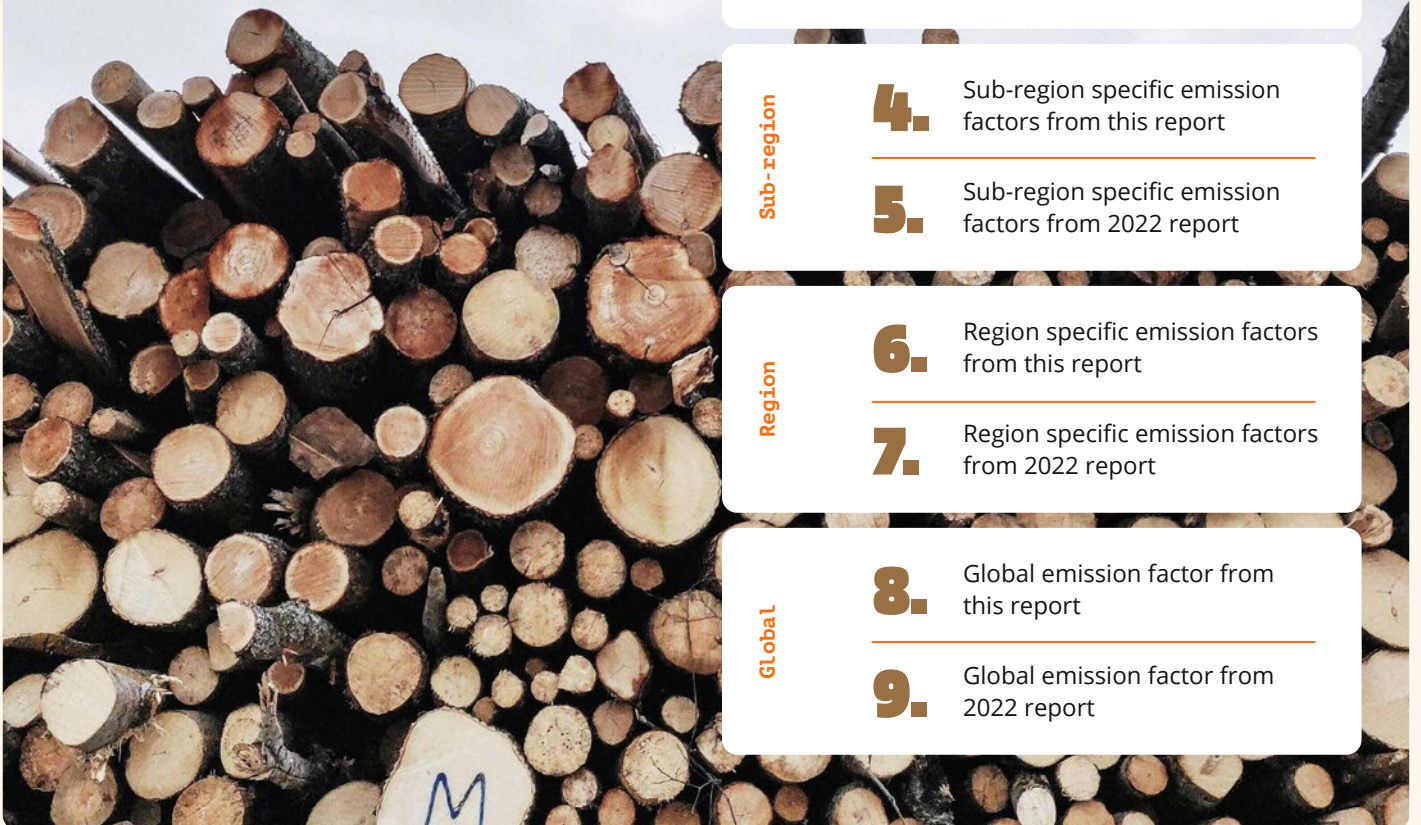 Sub-region
4.
Sub-region specific emission
factors from this report
5.
Sub-region specific emission
factors from 2022 report
Region
6.
Region specific emission factors
from this report
7.
Region specific emission factors
from 2022 report
Global
8.
Global emission factor from
this report
9.
Global emission factor from
2022 report
M